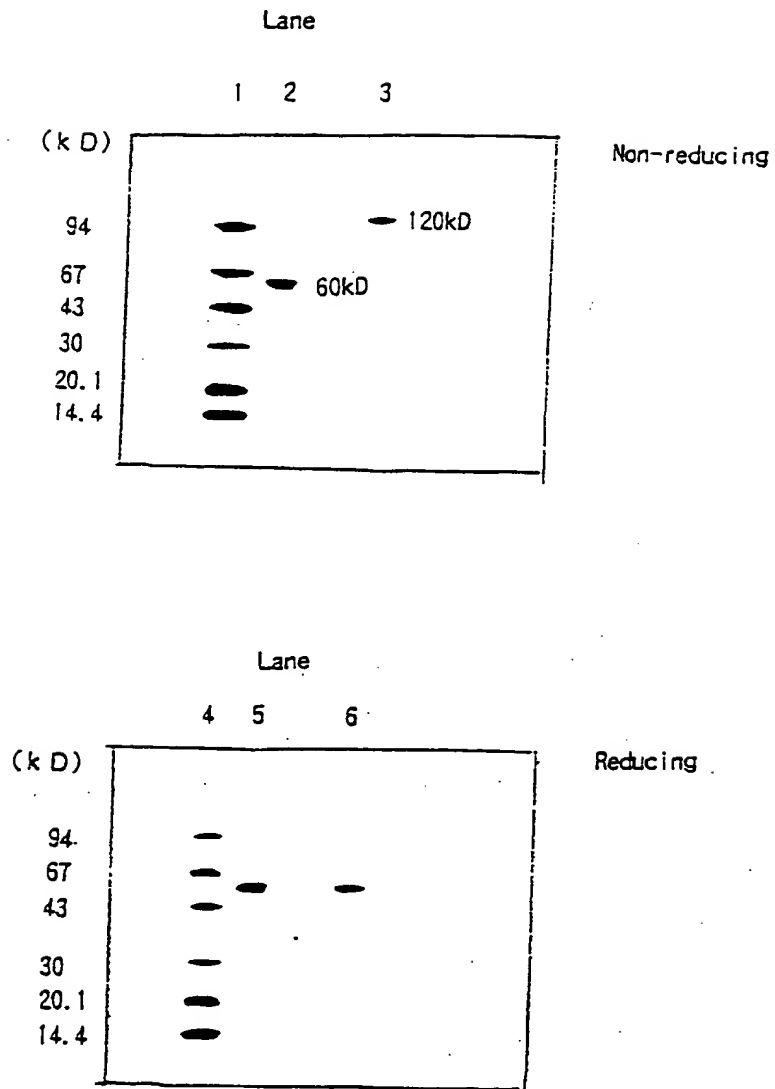 Lane
1 2 3
(kD)
Non-reducing
94
120kD
67
60kD
43
30
20.1
14.4
Lane
4 5 6
(kD)
Reducing
94
67
43
30
20.1
14.4